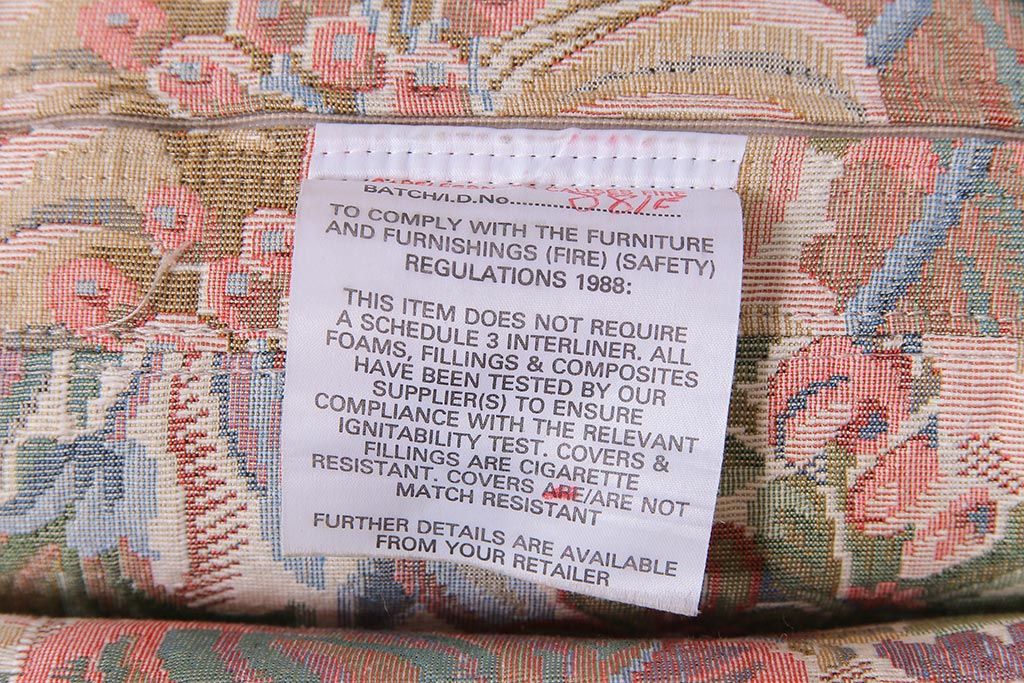 BATCH/I.D.No..........
TO COMPLY WITH THE FURNITURE
AND FURNISHINGS (FIRE) (SAFETY)
REGULATIONS 1988:
THIS ITEM DOES NOT REQUIRE
A SCHEDULE 3 INTERLINER. ALL
FOAMS, FILLINGS & COMPOSITES
HAVE BEEN TESTED BY OUR
SUPPLIER(S) TO ENSURE
COMPLIANCE WITH THE RELEVANT
IGNITABILITY TEST. COVERS &
FILLINGS ARE CIGARETTE
RESISTANT. COVERS ARE/ARE NOT
MATCH RESISTANT
FURTHER DETAILS ARE AVAILABLE
FROM YOUR RETAILER